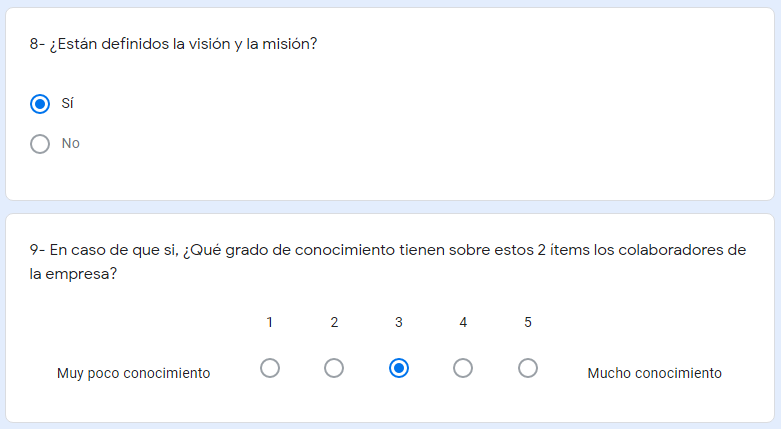 8- ¿Están definidos la visión y la misión?
Sí
No
9- En caso de que si, ¿Qué grado de conocimiento tienen sobre estos 2 ítems los colaboradores de
la empresa?
1 2 3 4 5
Muy poco conocimiento Mucho conocimiento